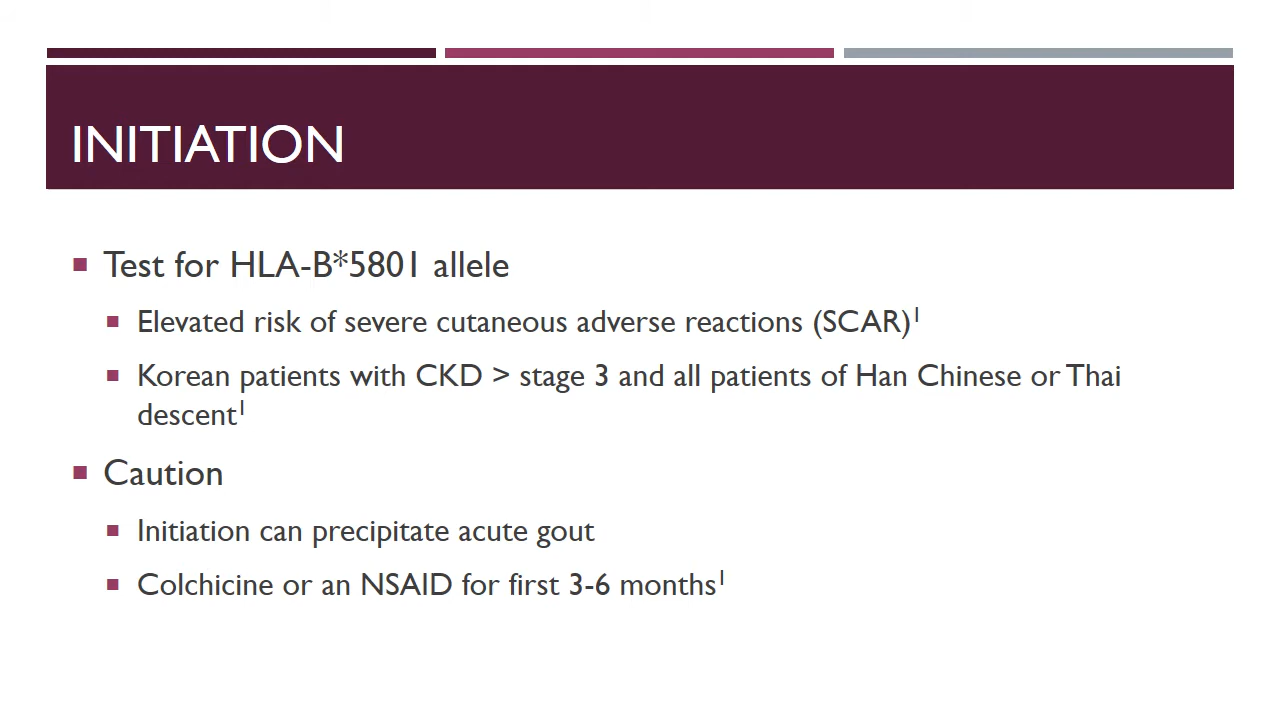 INITIATION
Test for HLA-B*5801 allele
Elevated risk of severe cutaneous adverse reactions (SCAR)¹
Korean patients with CKD > stage 3 and all patients of Han Chinese or Thai
descent¹
Caution
Initiation can precipitate acute gout
Colchicine or an NSAID for first 3-6 months¹